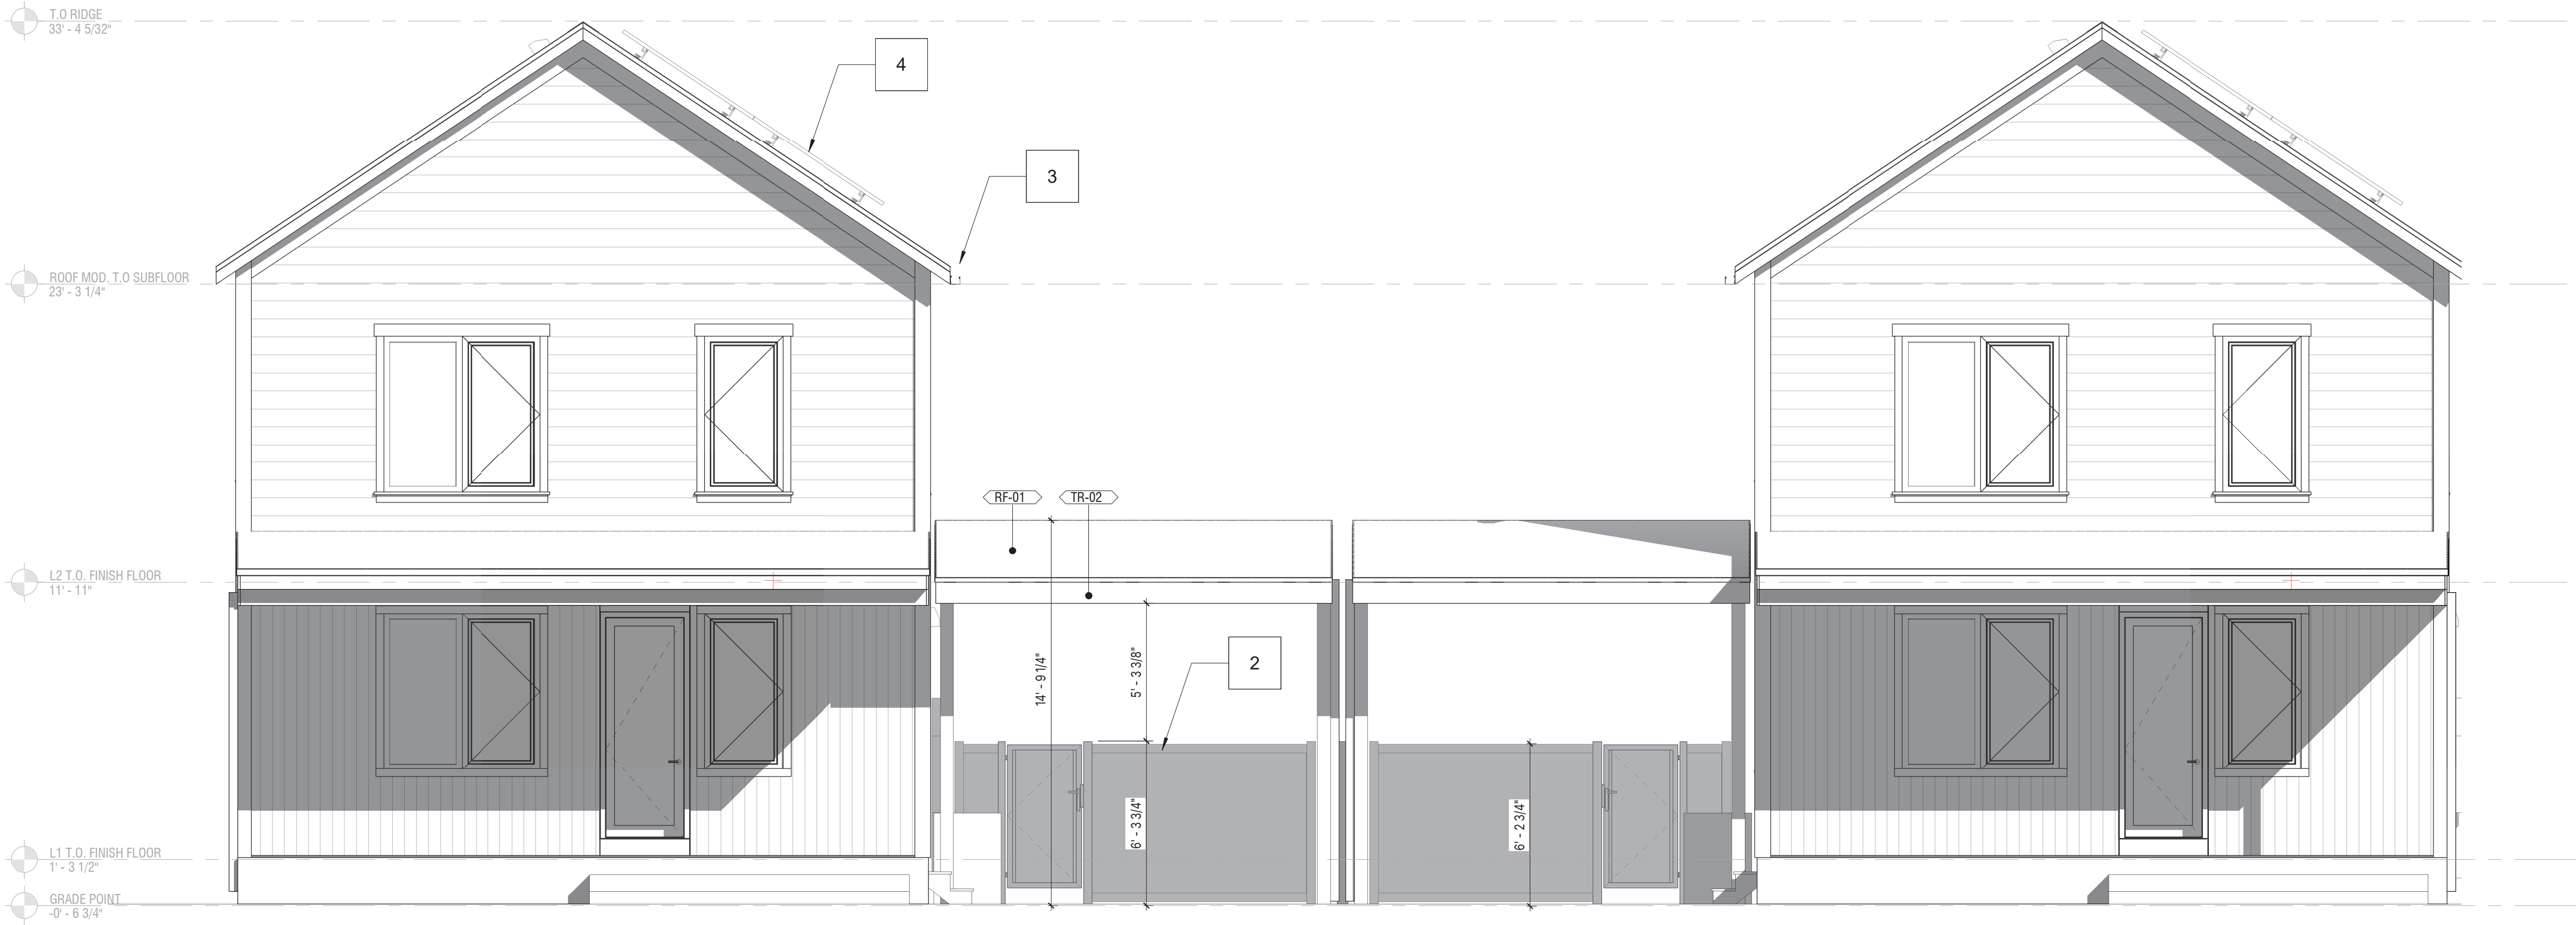 T.O RIDGE
33' - 4 5/32"
4
3
ROOF MOD. T.O SUBFLOOR
23' - 3 1/4"
RF-01
TR-02
L2 T.O. FINISH FLOOR
11' - 11"
14' - 9 1/4"
5' - 3 3/8"
2
6' - 3 3/4"
6' - 2 3/4"
L1 T.O. FINISH FLOOR
1' - 3 1/2"
GRADE POINT
-0' - 6 3/4"